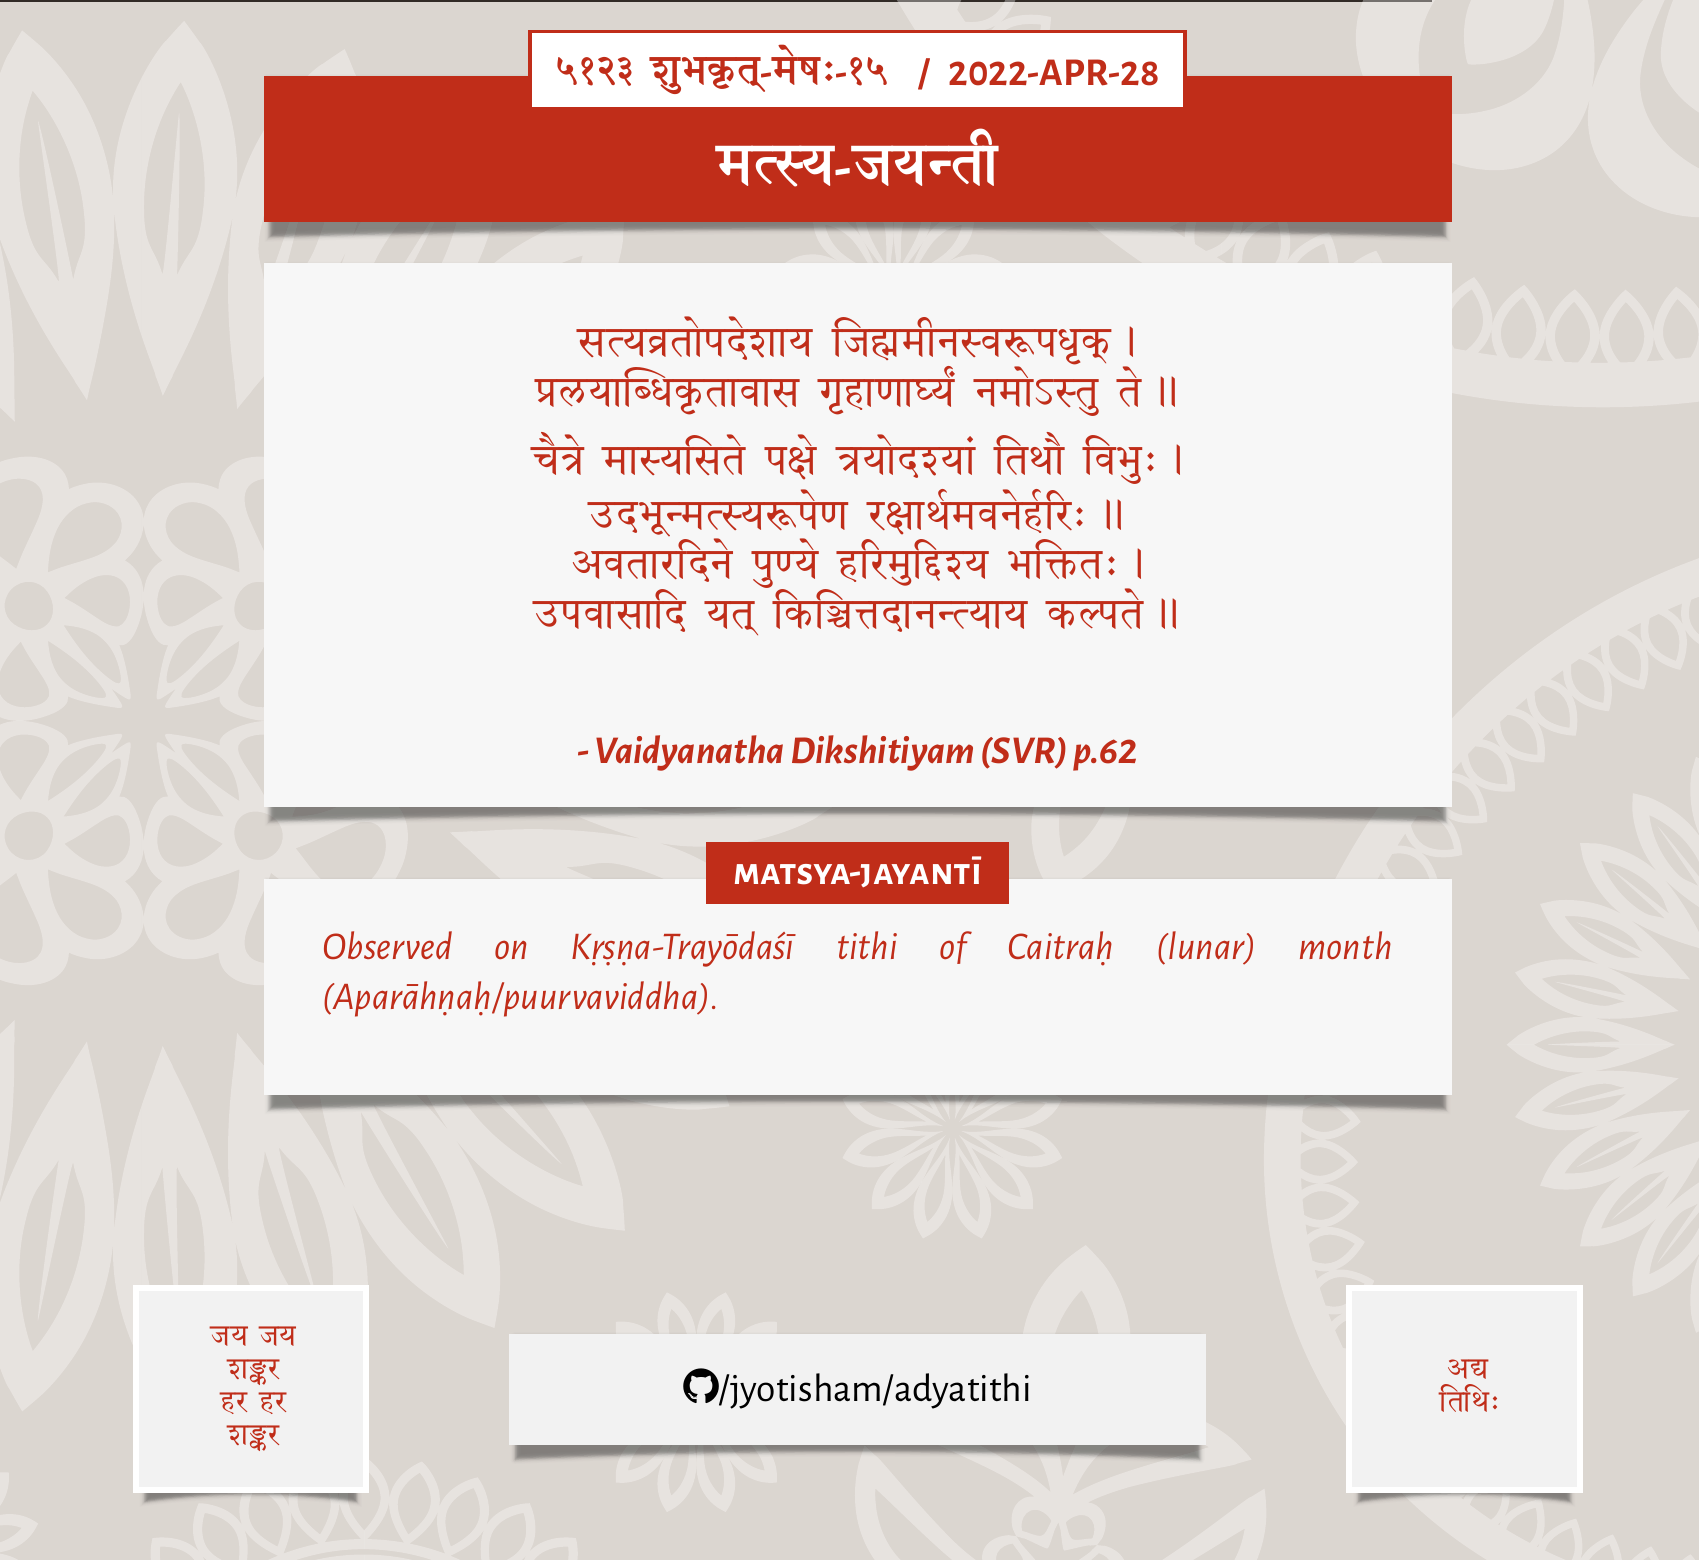 ५१२३ शुभकृत्-मेषः-१५ / 2022-APR-28
मत्स्य-जयन्ती
सत्यव्रतोपदेशाय जिह्ममीनस्वरूपधृक् ।
प्रलयाब्धिकृतावास गृहाणार्घ्यं नमोऽस्तु ते ॥
चैत्रे मास्यसिते पक्षे त्रयोदश्यां तिथौ विभुः ।
उदभून्मत्स्यरूपेण रक्षार्थमवनेर्हरिः ॥
अवतारदिने पुण्ये हरिमुद्दिश्य भक्तितः ।
उपवासादि यत् किञ्चित्तदानन्त्याय कल्पते ॥
- Vaidyanatha Dikshitiyam (SVR) p.62
MATSYA-JAYANTĪ
Observed on Kṛṣṇa-Trayōdaśī tithi of Caitraḥ (lunar) month
(Aparāhṇaḥ/puurvaviddha).
जय जय
शङ्कर
हर हर
शङ्कर
/jyotisham/adyatithi
अद्य
तिथिः